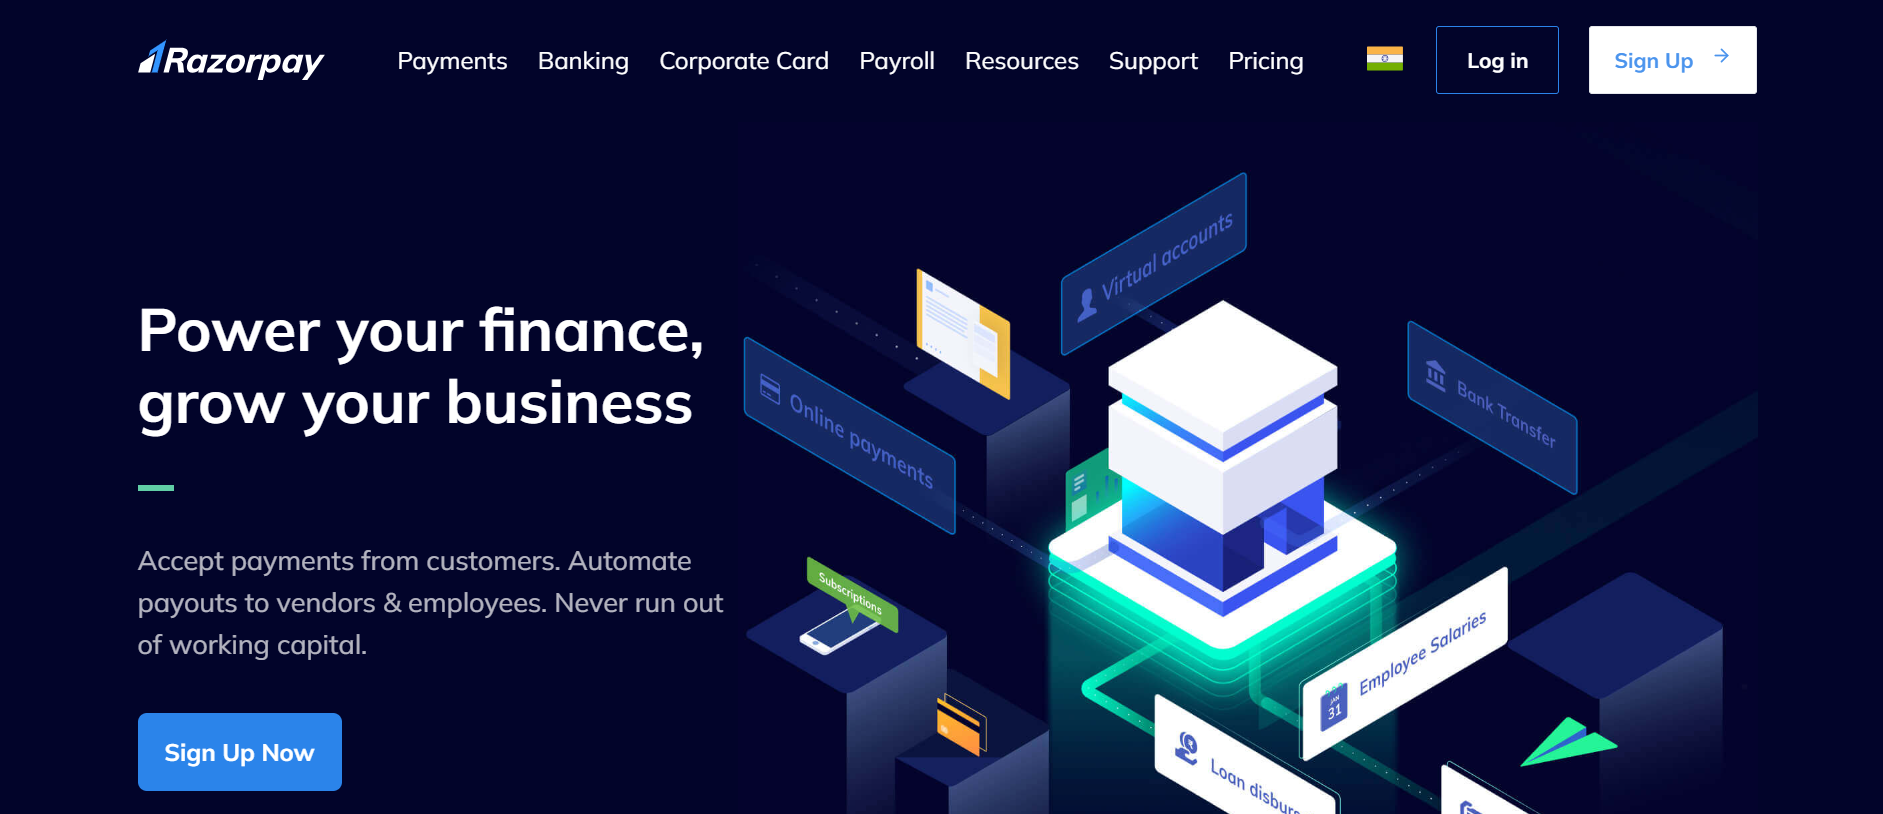 Razorpay
Payments
Banking
Corporate Card
Payroll
Resources
Support
Pricing
Log in
Sign Up
Power your finance,
grow your business
Accept payments from customers. Automate
payouts to vendors & employees. Never run out
of working capital.
Sign Up Now
Virtual accounts
Online payments
Bank Transfer
Subscriptions
Employee Salaries
JAN
31
Loan